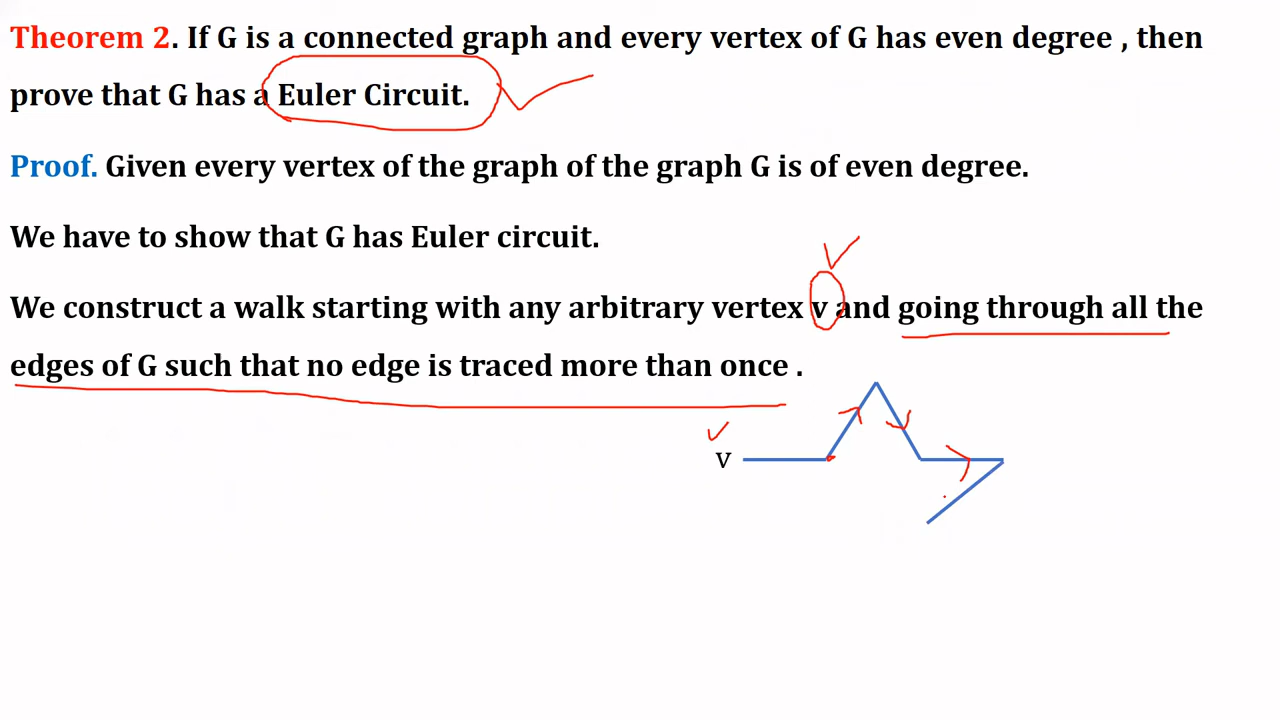 Theorem 2. If G is a connected graph and every vertex of G has even degree , then
prove that G has a Euler Circuit.
Proof. Given every vertex of the graph of the graph G is of even degree.
We have to show that G has Euler circuit.
We construct a walk starting with any arbitrary vertex v and going through all the
edges of G such that no edge is traced more than once .
v